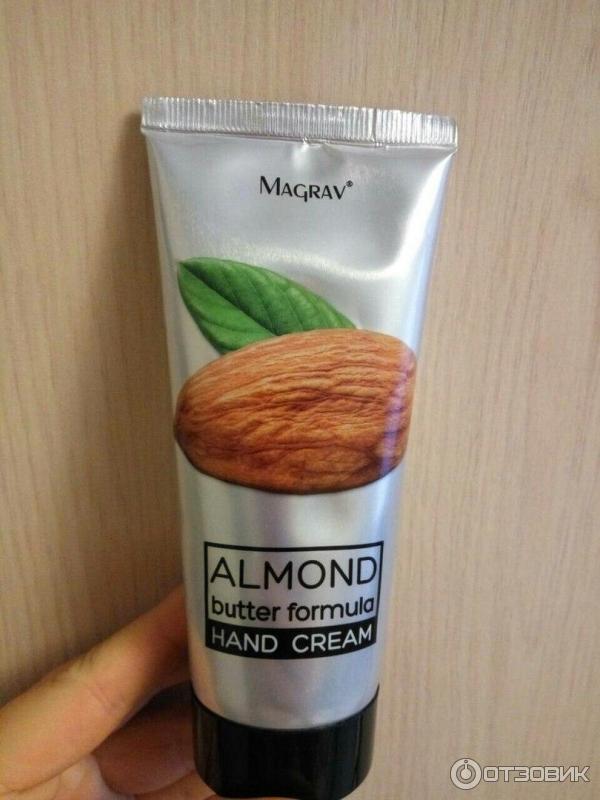 MAGRAV®
ALMOND
butter formula
HAND CREAM
ОТЗОВИК